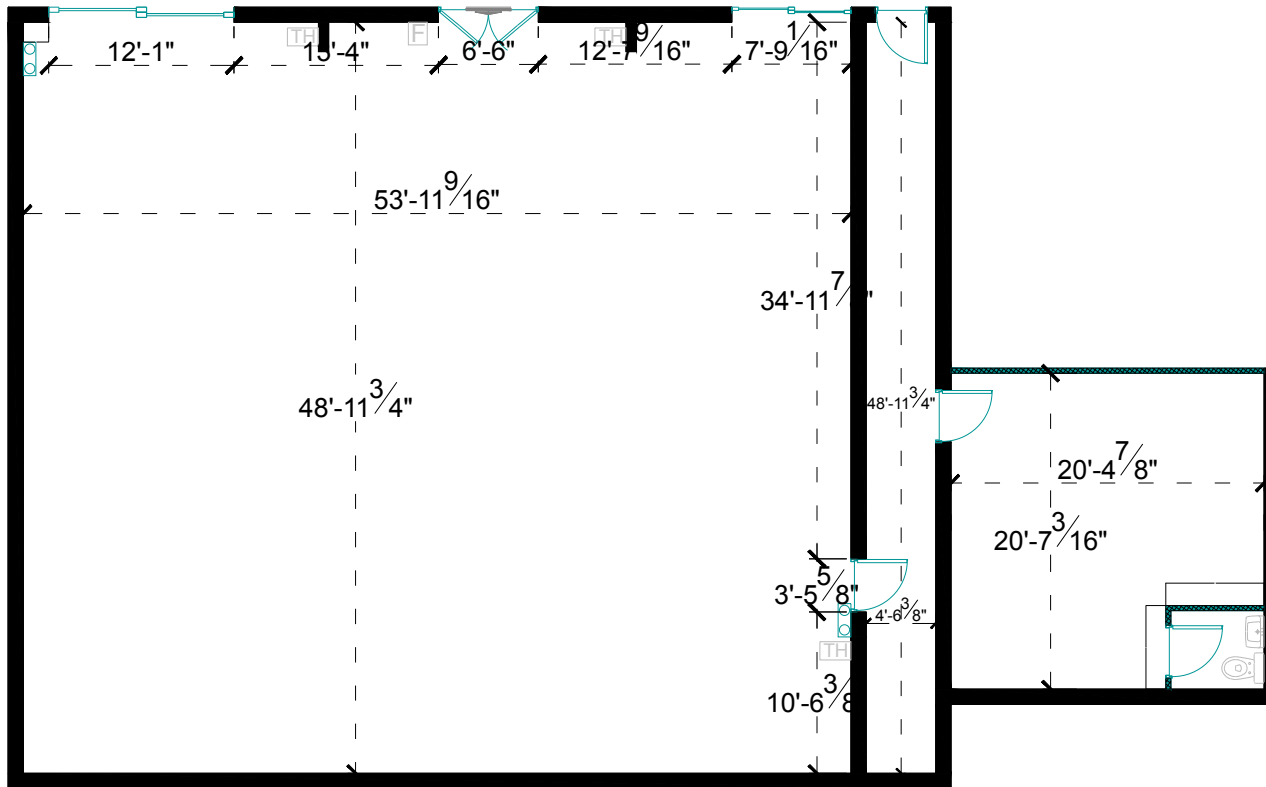 TH F TH
12'-1" 13'-4" 6'-6" 12'-7 9/16" 7'-9 1/16"
53'-11 9/16"
34'-11 7/
48'-11 3/4" 48'-11 3/4"
20'-4 7/8"
20'-7 3/16"
3'-5 5/8"
4'-6 3/8"
TH
10'-6 3/8